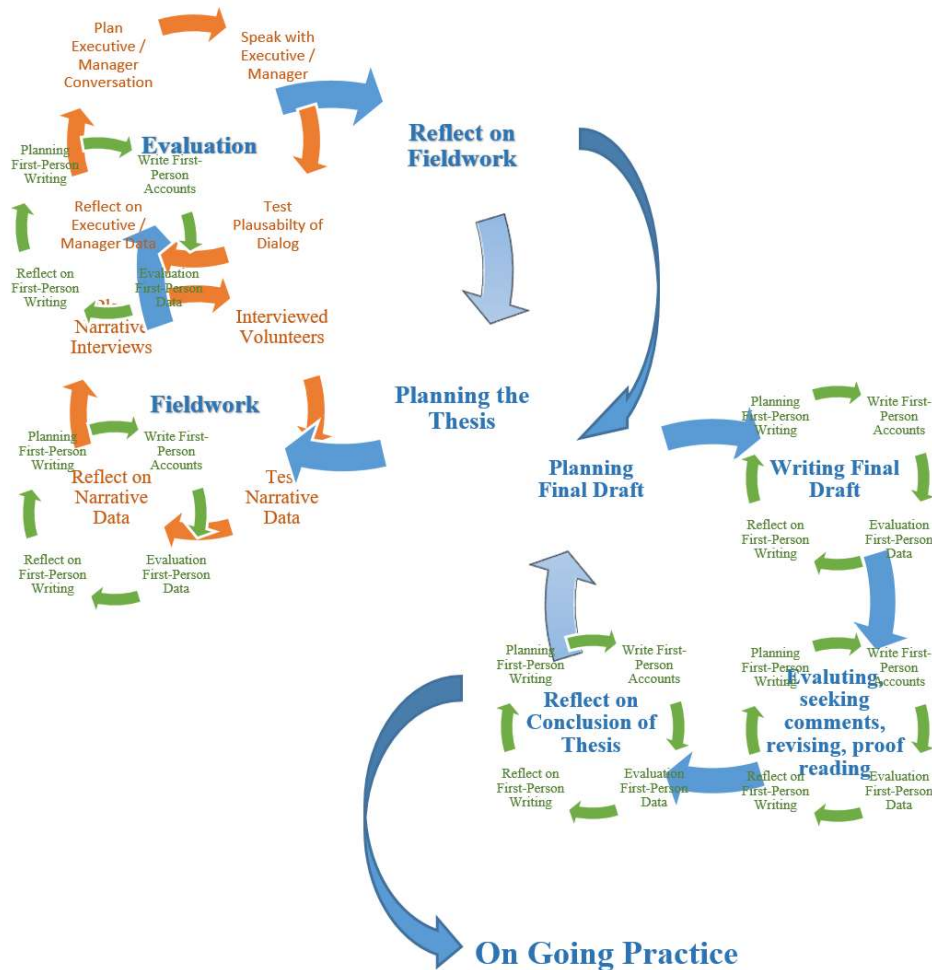 Plan
Executive /
Manager
Conversation
Speak with
Executive /
Manager
Evaluation
Planning
First-Person
Writing
Write First-
Person
Accounts
Reflect on
Executive /
Manager Data
Test
Plausabilty of
Dialog
Reflect on
First-Person
Writing
Evaluation
First-Person
Data
Narrative
Interviews
Interviewed
Volunteers
Reflect on
Fieldwork
Planning the
Thesis
Fieldwork
Planning
First-Person
Writing
Write First-
Person
Accounts
Reflect on
Narrative
Data
Narrative
Data
Reflect on
First-Person
Writing
Evaluation
First-Person
Data
Planning
Final Draft
Planning
First-Person
Writing
Write First-
Person
Accounts
Writing Final
Draft
Reflect on
First-Person
Writing
Evaluation
First-Person
Data
Planning
First-Person
Writing
Write First-
Person
Accounts
Evaluting,
seeking
comments,
revising, proof
reading
Reflect on
First-Person
Writing
Evaluation
First-Person
Data
Planning
First-Person
Writing
Write First-
Person
Accounts
Reflect on
Conclusion of
Thesis
Reflect on
First-Person
Writing
Evaluation
First-Person
Data
On Going Practice